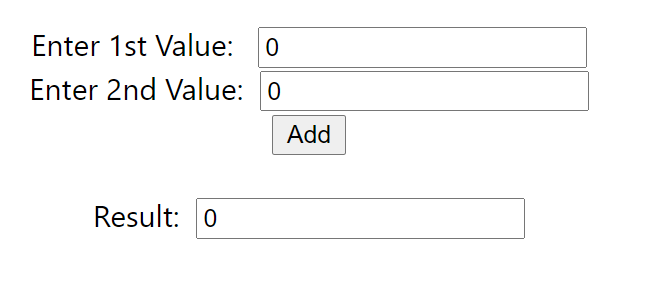 Enter 1st Value: 0
Enter 2nd Value: 0
Add
Result: 0